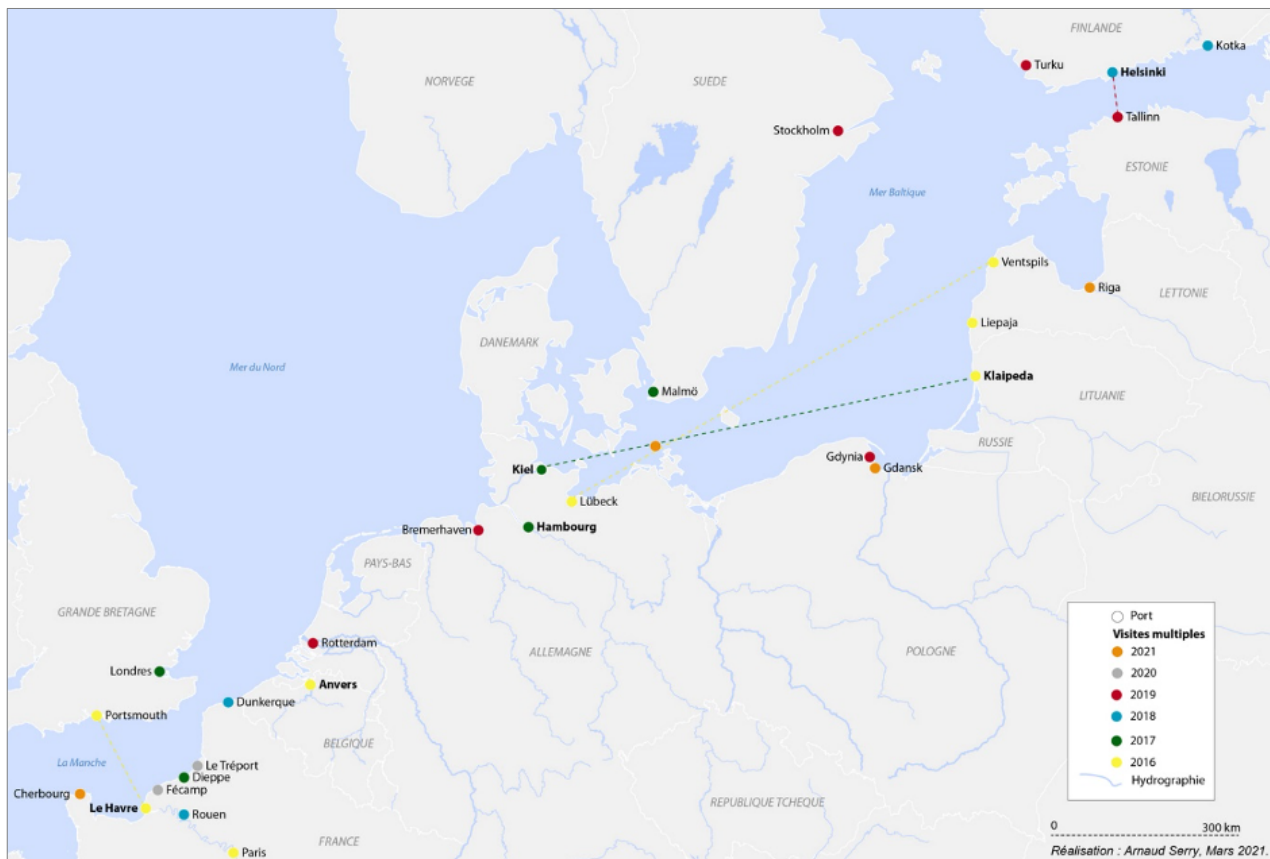 FINLANDE
Kotka
Turku
Helsinki
NORVEGE
SUEDE
Tallinn
Stockholm
ESTONIE
Mer Baltique
Ventspils
Riga
LETTONIE
Liepaja
DANEMARK
Mer du Nord
Klaipeda
Malmö
LITUANIE
RUSSIE
Gdynia
Gdansk
Kiel
BIELORUSSIE
Lübeck
Bremerhaven
Hambourg
PAYS-BAS
GRANDE BRETAGNE
Rotterdam
ALLEMAGNE
POLOGNE
Londres
Anvers
Dunkerque
Portsmouth
BELGIQUE
La Manche
Le Tréport
Dieppe
Fécamp
Cherbourg
Le Havre
Rouen
REPUBLIQUE TCHEQUE
FRANCE
Paris
Port
Visites multiples
2021
2020
2019
2018
2017
2016
Hydrographie
0 300 km
Réalisation : Arnaud Serry, Mars 2021.